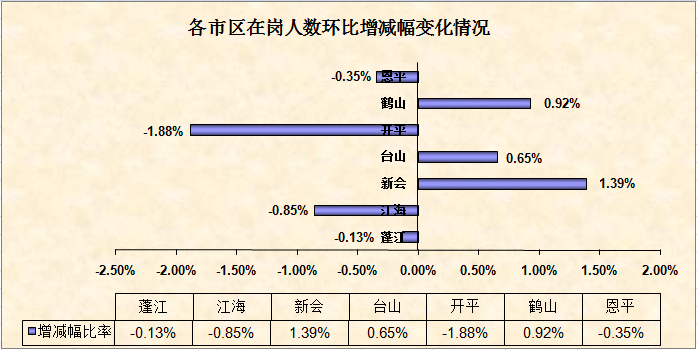 各市区在岗人数环比增减幅变化情况
恩平 -0.35%
鹤山 0.92%
开平 -1.88%
台山 0.65%
新会 1.39%
江海 -0.85%
蓬江 -0.13%
-2.50% -2.00% -1.50% -1.00% -0.50% 0.00% 0.50% 1.00% 1.50% 2.00%
蓬江 江海 新会 台山 开平 鹤山 恩平
增减幅比率 -0.13% -0.85% 1.39% 0.65% -1.88% 0.92% -0.35%